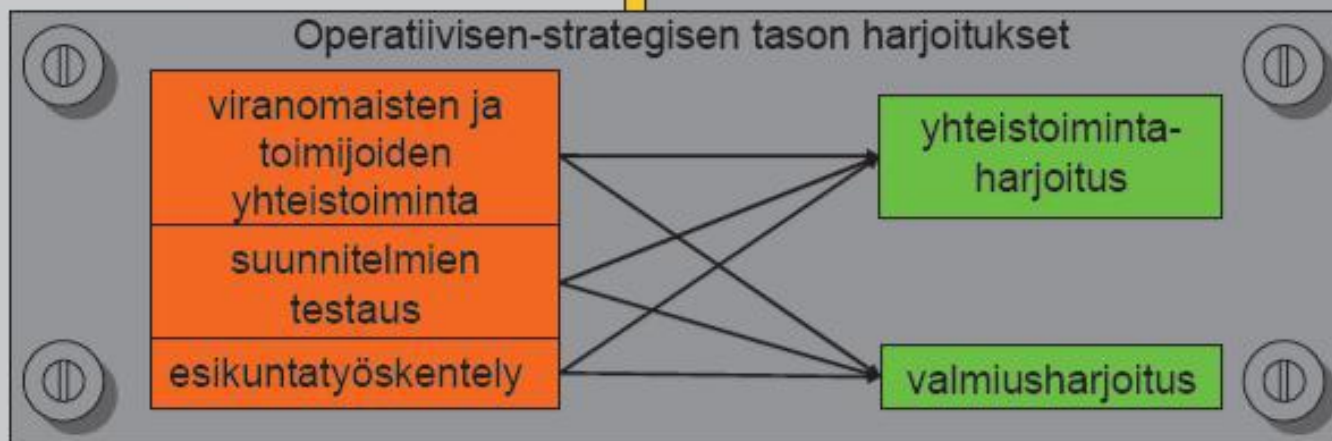 Operatiivisen-strategisen tason harjoitukset
viranomaisten ja
toimijoiden
yhteistoiminta
suunnitelmien
testaus
esikuntatyöskentely
yhteistoiminta-
harjoitus
valmiusharjoitus